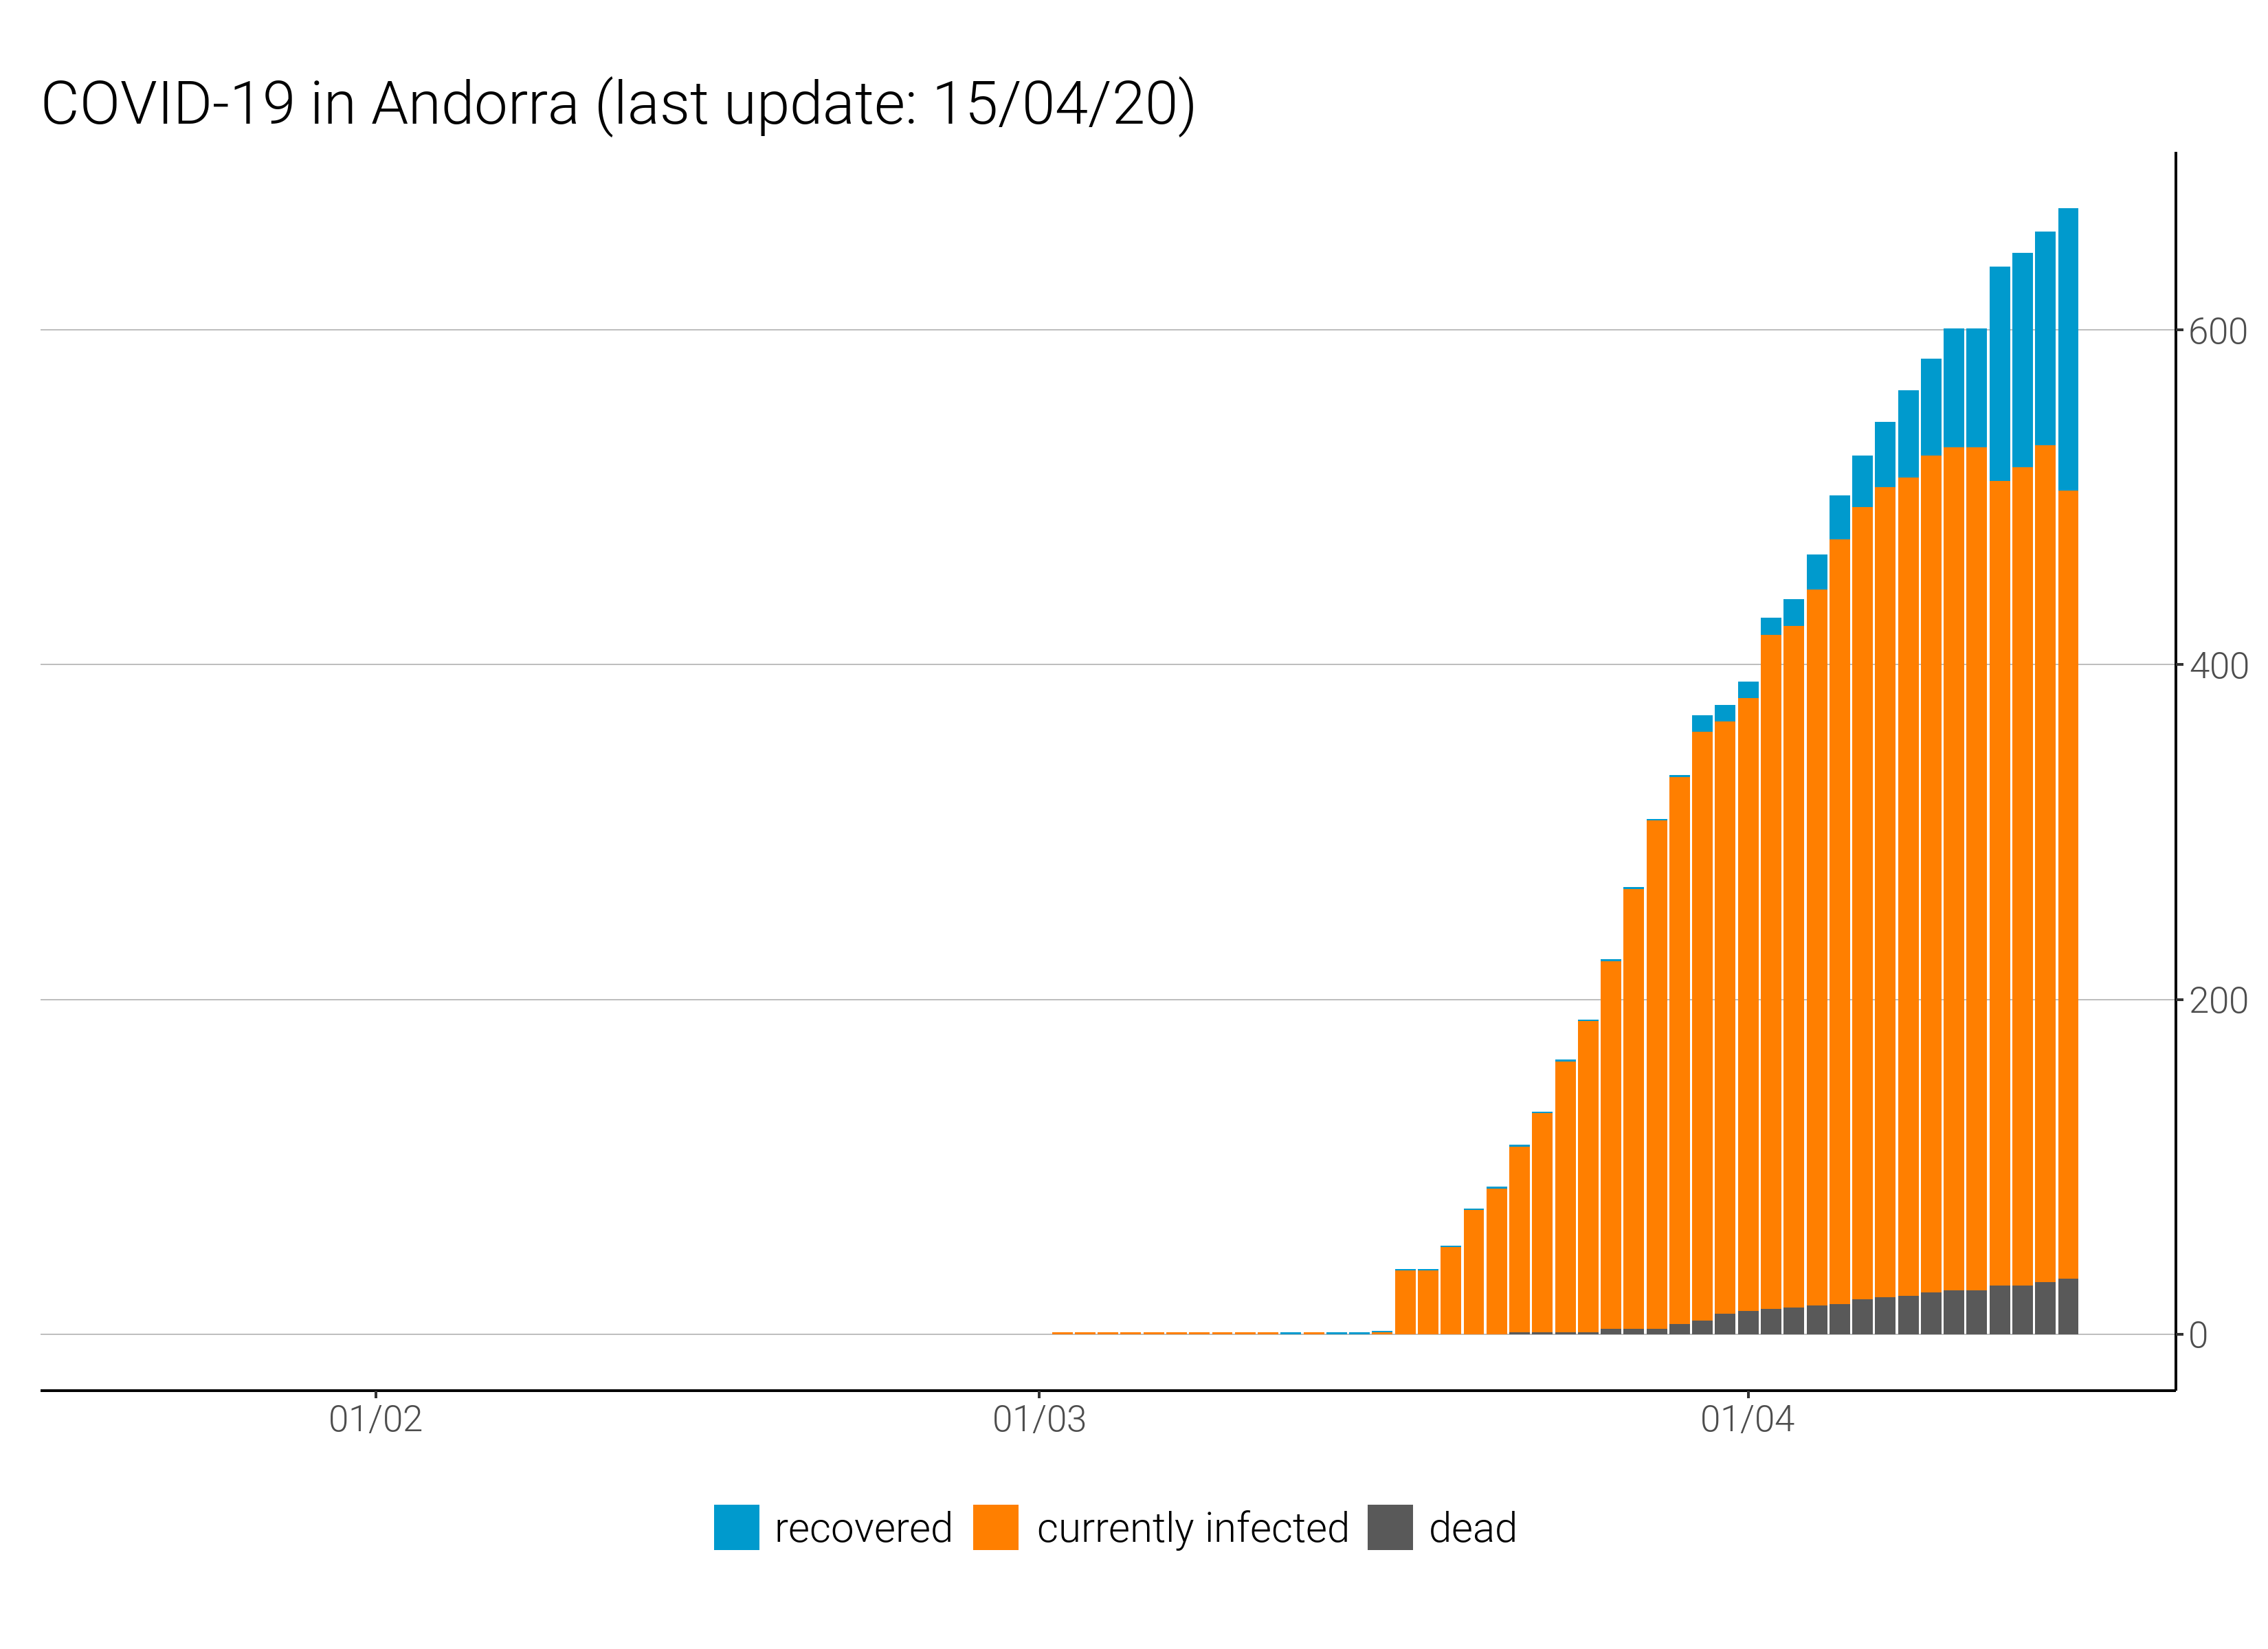 COVID-19 in Andorra (last update: 15/04/20)
600
400
200
0
01/02 01/03 01/04
recovered currently infected dead